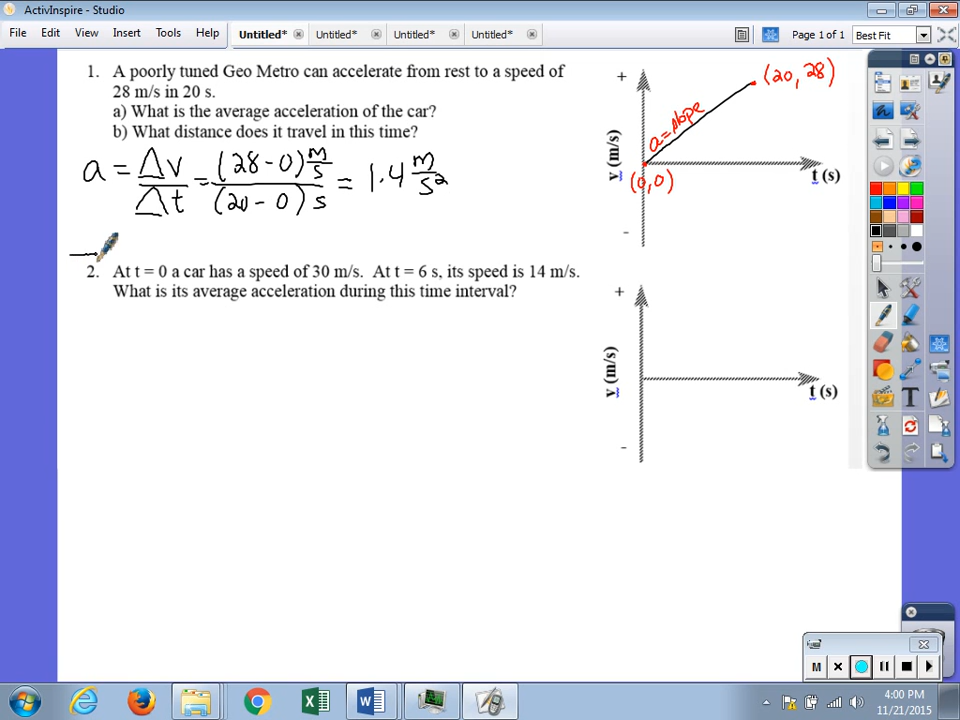 ActivInspire - Studio
File Edit View Insert Tools Help
Untitled* Untitled* Untitled* Untitled*
Page 1 of 1
Best Fit
1. A poorly tuned Geo Metro can accelerate from rest to a speed of
28 m/s in 20 s.
a) What is the average acceleration of the car?
b) What distance does it travel in this time?
a = Δv/Δt = (28-0) m/s / (20-0) s = 1.4 m/s²
+
v (m/s)
a = slope
(20, 28)
(0,0)
t (s)
-
2. At t = 0 a car has a speed of 30 m/s. At t = 6 s, its speed is 14 m/s.
What is its average acceleration during this time interval?
+
v (m/s)
t (s)
-
M
4:00 PM
11/21/2015